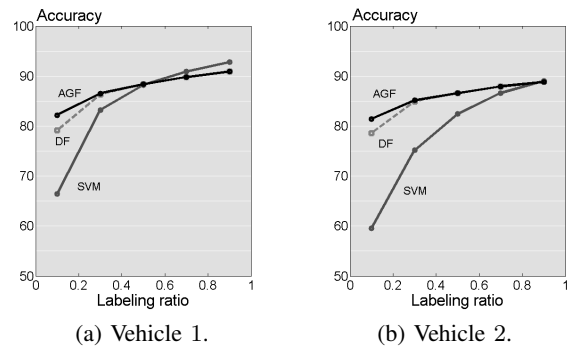 Accuracy
100
90
80
70
60
50
AGF
DF
SVM
0 0.2 0.4 0.6 0.8 1
Labeling ratio
(a) Vehicle 1.
Accuracy
100
90
80
70
60
50
AGF
DF
SVM
0 0.2 0.4 0.6 0.8 1
Labeling ratio
(b) Vehicle 2.